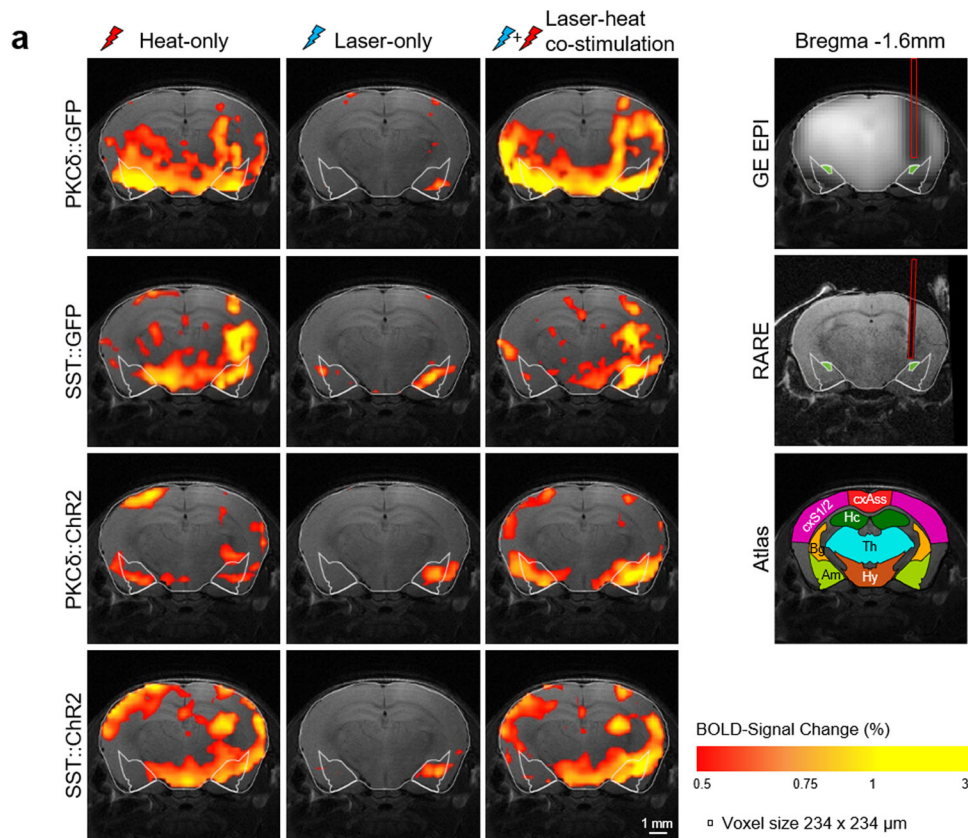 a
Heat-only
Laser-only
+
Laser-heat
co-stimulation
Bregma -1.6mm
PKCδ::GFP
GE EPI
SST::GFP
RARE
PKCδ::ChR2
Atlas
cxS1/2
cxAss
Hc
Bg
Th
Am
Hy
SST::ChR2
1 mm
BOLD-Signal Change (%)
0.5
0.75
1
3
Voxel size 234 x 234 μm